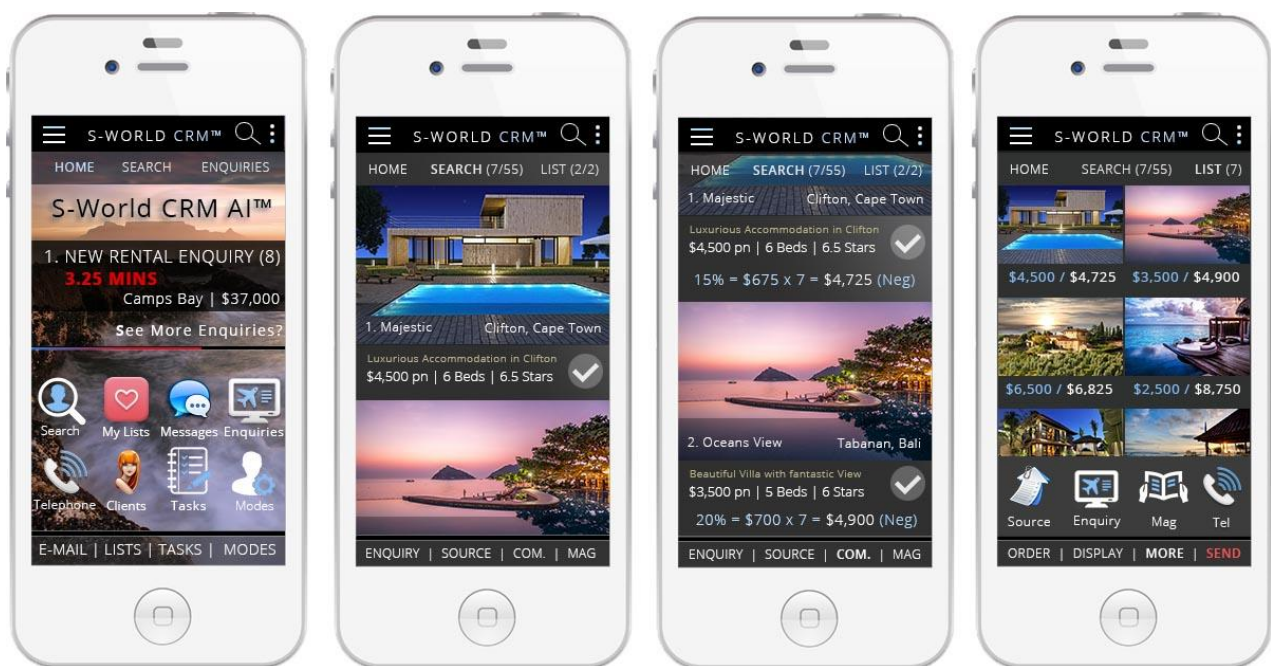 S-WORLD CRM™
HOME SEARCH ENQUIRIES
S-World CRM AI™
1. NEW RENTAL ENQUIRY (8)
3.25 MINS
Camps Bay | $37,000
See More Enquiries?
Search My Lists Messages Enquiries
Telephone Clients Tasks Modes
E-MAIL | LISTS | TASKS | MODES
S-WORLD CRM™
HOME SEARCH (7/55) LIST (2/2)
1. Majestic Clifton, Cape Town
Luxurious Accommodation in Clifton
$4,500 pn | 6 Beds | 6.5 Stars
ENQUIRY | SOURCE | COM. | MAG
S-WORLD CRM™
HOME SEARCH (7/55) LIST (2/2)
1. Majestic Clifton, Cape Town
Luxurious Accommodation in Clifton
$4,500 pn | 6 Beds | 6.5 Stars
15% = $675 x 7 = $4,725 (Neg)
2. Oceans View Tabanan, Bali
Beautiful Villa with fantastic View
$3,500 pn | 5 Beds | 6 Stars
20% = $700 x 7 = $4,900 (Neg)
ENQUIRY | SOURCE | COM. | MAG
S-WORLD CRM™
HOME SEARCH (7/55) LIST (7)
$4,500 / $4,725 $3,500 / $4,900
$6,500 / $6,825 $2,500 / $8,750
Source Enquiry Mag Tel
ORDER | DISPLAY | MORE | SEND